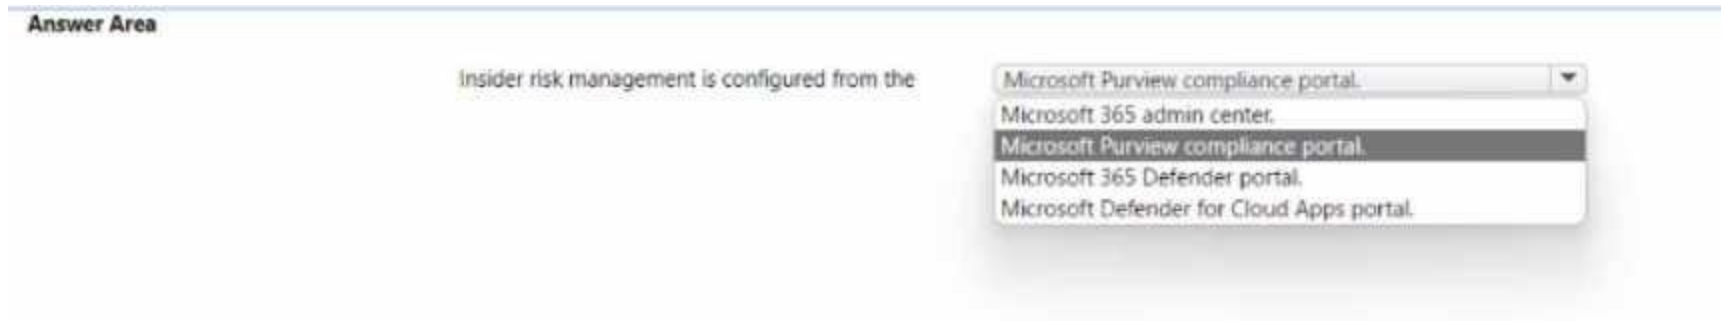 Answer Area
Insider risk management is configured from the Microsoft Purview compliance portal.
Microsoft 365 admin center.
Microsoft Purview compliance portal.
Microsoft 365 Defender portal.
Microsoft Defender for Cloud Apps portal.